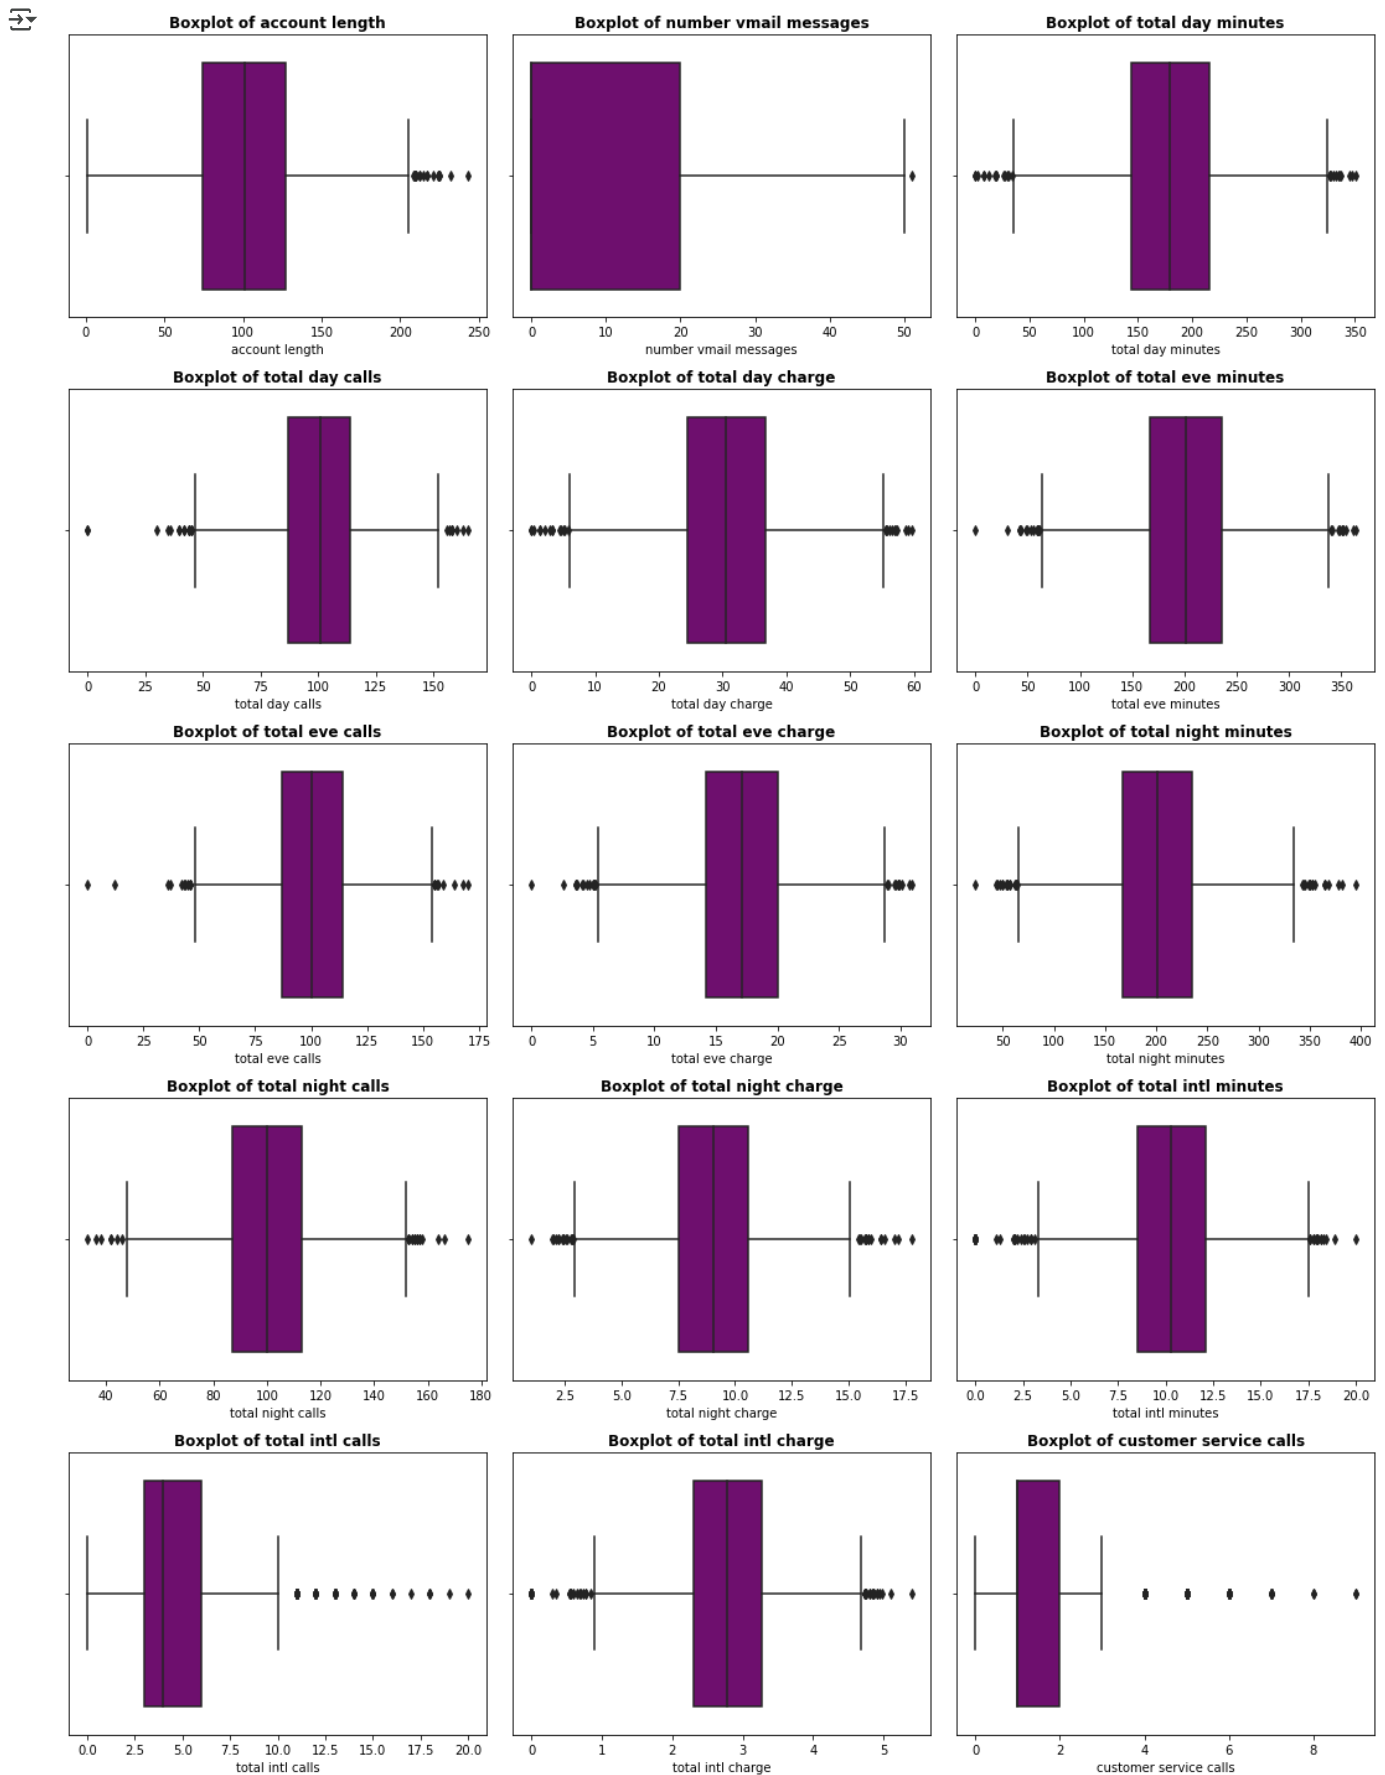 Boxplot of account length Boxplot of number vmail messages Boxplot of total day minutes
0 50 100 150 200 250 0 10 20 30 40 50 0 50 100 150 200 250 300 350
account length number vmail messages total day minutes
Boxplot of total day calls Boxplot of total day charge Boxplot of total eve minutes
0 25 50 75 100 125 150 0 10 20 30 40 50 60 0 50 100 150 200 250 300 350
total day calls total day charge total eve minutes
Boxplot of total eve calls Boxplot of total eve charge Boxplot of total night minutes
0 25 50 75 100 125 150 175 0 5 10 15 20 25 30 50 100 150 200 250 300 350 400
total eve calls total eve charge total night minutes
Boxplot of total night calls Boxplot of total night charge Boxplot of total intl minutes
40 60 80 100 120 140 160 180 2.5 5.0 7.5 10.0 12.5 15.0 17.5 0.0 2.5 5.0 7.5 10.0 12.5 15.0 17.5 20.0
total night calls total night charge total intl minutes
Boxplot of total intl calls Boxplot of total intl charge Boxplot of customer service calls
0.0 2.5 5.0 7.5 10.0 12.5 15.0 17.5 20.0 0 1 2 3 4 5 0 2 4 6 8
total intl calls total intl charge customer service calls